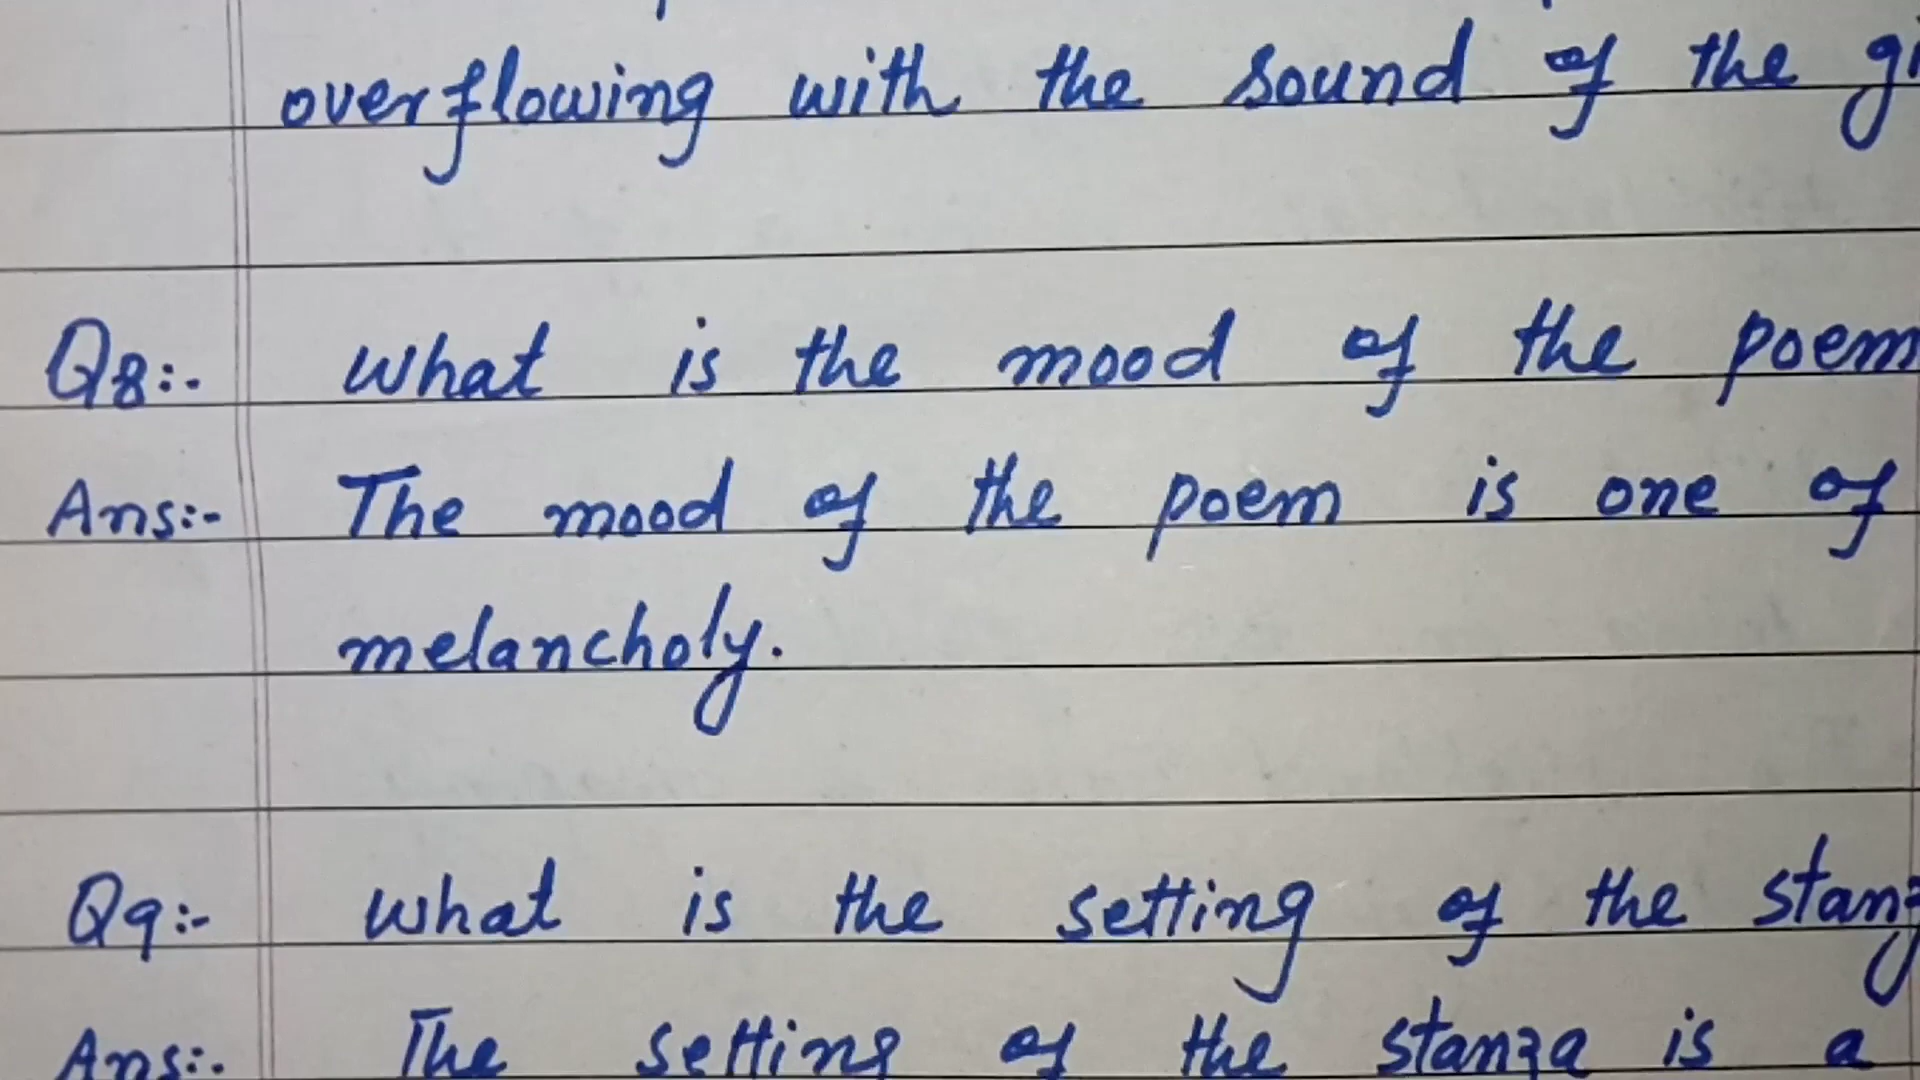 overflowing with the sound of the
Q8:- what is the mood of the poem
Ans:- The mood of the poem is one of
melancholy.
Q9:- what is the setting of the
Ans:- The setting of the stanza is a